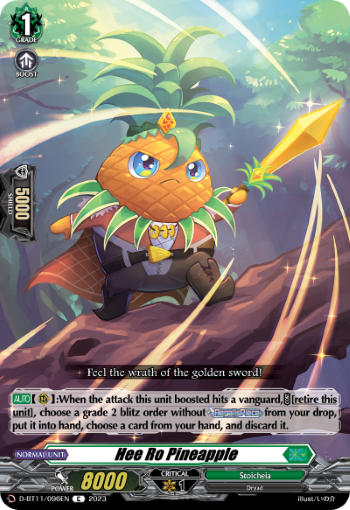 1
GRADE
BOOST
5000
SHIELD
Feel the wrath of the golden sword!
AUTO : When the attack this unit boosted hits a vanguard, [retire this
unit], choose a grade 2 blitz order without from your drop,
put it into hand, choose a card from your hand, and discard it.
NORMAL UNIT
Hee Ro Pineapple
POWER 8000
CRITICAL
1
Stoicheia
Dryad
D-BT11/096EN C 2023
illust/いの介